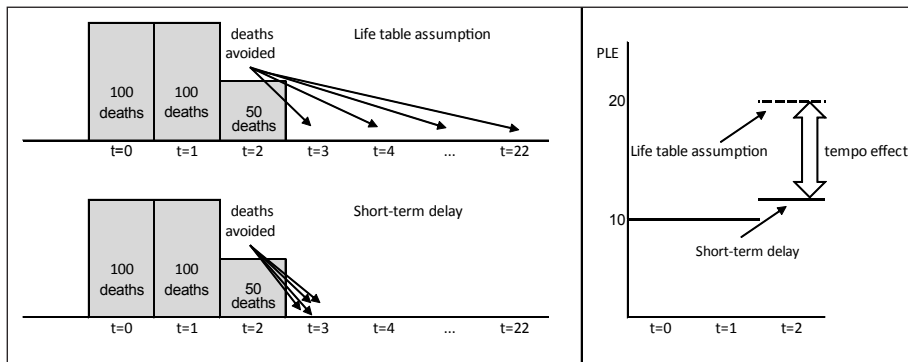 deaths
avoided
Life table assumption
100
deaths
100
deaths
50
deaths
t=0 t=1 t=2 t=3 t=4 ... t=22
deaths
avoided
Short-term delay
100
deaths
100
deaths
50
deaths
t=0 t=1 t=2 t=3 t=4 ... t=22
PLE
20
Life table assumption
tempo effect
10
Short-term delay
t=0 t=1 t=2